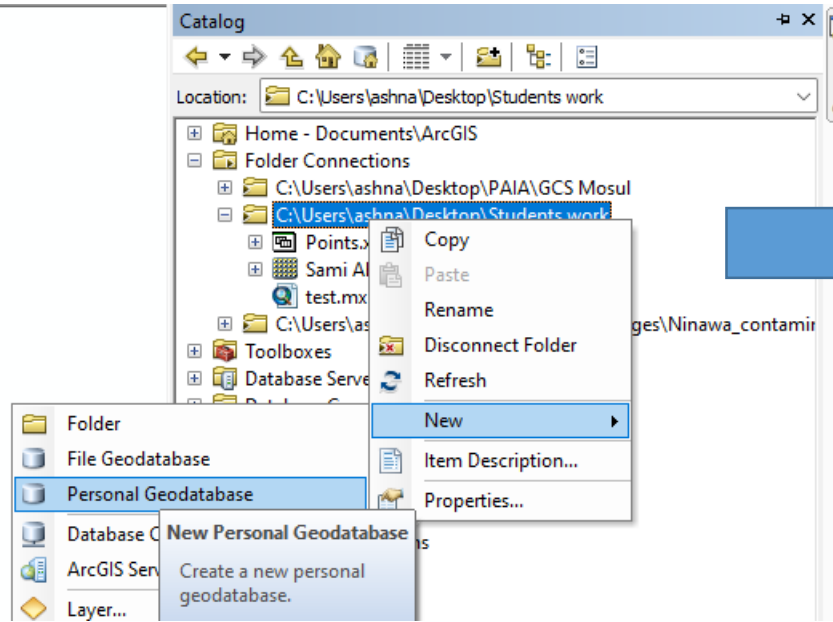 Catalog
Location: C:\Users\ashna\Desktop\Students work
Home - Documents\ArcGIS
Folder Connections
C:\Users\ashna\Desktop\PAIA\GCS Mosul
C:\Users\ashna\Desktop\Students work
Points.x
Sami Al
test.mx
C:\Users\as
ges\Ninawa_contamin
Toolboxes
Database Serve
Copy
Paste
Rename
Disconnect Folder
Refresh
New
Item Description...
Properties...
Folder
File Geodatabase
Personal Geodatabase
Database C
ArcGIS Serv
Layer...
New Personal Geodatabase
Create a new personal
geodatabase.